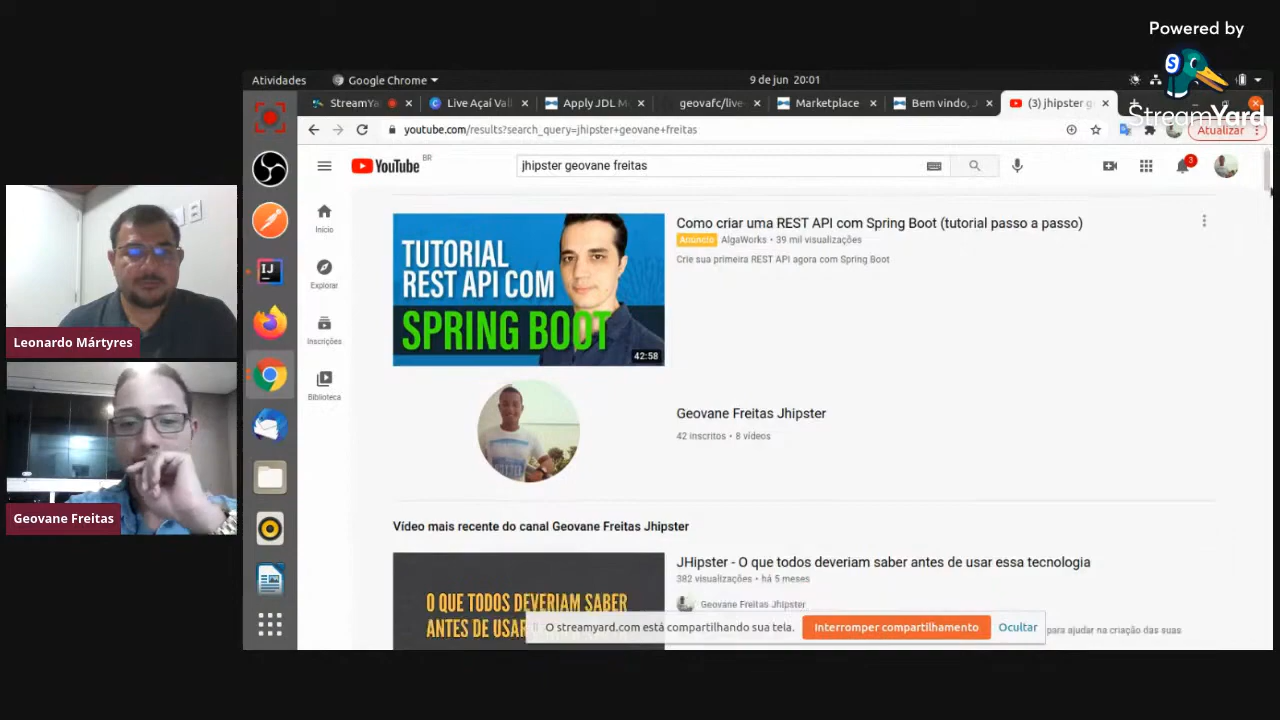 Powered by
StreamYard
Atividades
Google Chrome
9 de jun 20:01
StreamYa
Live Açaí Val
Apply JDL M
geovafc/live-
Marketplace
Bem vindo, J
(3) jhipster g
youtube.com/results?search_query=jhipster+geovane+freitas
Atualizar
YouTube BR
jhipster geovane freitas
3
Início
Explorar
Inscrições
Biblioteca
TUTORIAL
REST API COM
SPRING BOOT
42:58
Como criar uma REST API com Spring Boot (tutorial passo a passo)
Anúncio AlgaWorks • 39 mil visualizações
Crie sua primeira REST API agora com Spring Boot
Geovane Freitas Jhipster
42 inscritos • 8 vídeos
Vídeo mais recente do canal Geovane Freitas Jhipster
O QUE TODOS DEVERIAM SABER
ANTES DE USAR
JHipster - O que todos deveriam saber antes de usar essa tecnologia
382 visualizações • há 5 meses
Geovane Freitas Jhipster
para ajudar na criação das suas
O streamyard.com está compartilhando sua tela.
Interromper compartilhamento
Ocultar
Leonardo Mártyres
Geovane Freitas